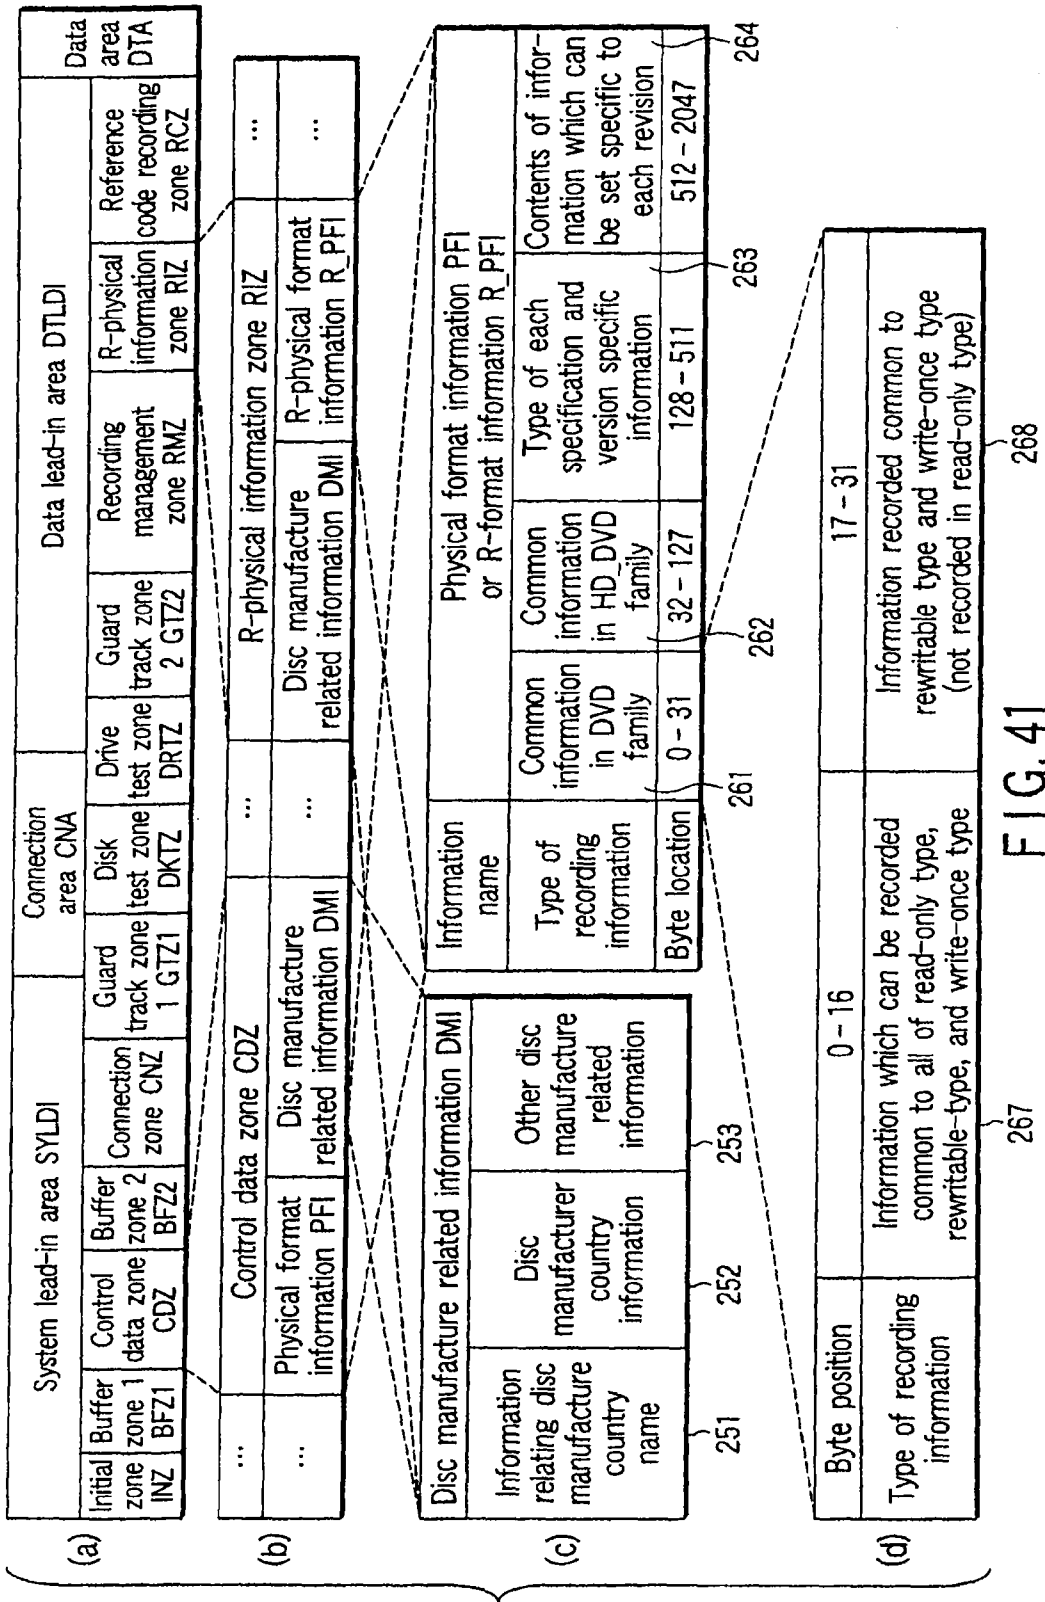 (a)
System lead-in area SYLDI
Connection
area CNA
Data lead-in area DTLDI
Data
area
DTA
Initial
zone
INZ
Buffer
zone 1
BFZ1
Control
data zone
CDZ
Buffer
zone 2
BFZ2
Connection
zone CNZ
Guard
track zone
1 GTZ1
Disk
test zone
DKTZ
Drive
test zone
DRTZ
Guard
track zone
2 GTZ2
Recording
management
zone RMZ
R-physical
information
zone RIZ
Reference
code recording
zone RCZ
(b)
...
Control data zone CDZ
...
R-physical information zone RIZ
...
...
Physical format
information PFI
Disc manufacture
related information DMI
...
Disc manufacture
related information DMI
R-physical format
information R_PFI
...
(c)
Disc manufacture related information DMI
Information
relating disc
manufacture
country
name
Disc
manufacturer
country
information
Other disc
manufacture
related
information
251
252
253
Information
name
Physical format information PFI
or R-format information R_PFI
Type of
recording
information
Common
information
in DVD
family
Common
information
in HD_DVD
family
Type of each
specification and
version specific
information
Contents of infor-
mation which can
be set specific to
each revision
Byte location
0 - 31
32 - 127
128 - 511
512 - 2047
261
262
263
264
(d)
Byte position
0 - 16
17 - 31
Type of recording
information
Information which can be recorded
common to all of read-only type,
rewritable-type, and write-once type
Information recorded common to
rewritable type and write-once type
(not recorded in read-only type)
267
268
FIG. 41